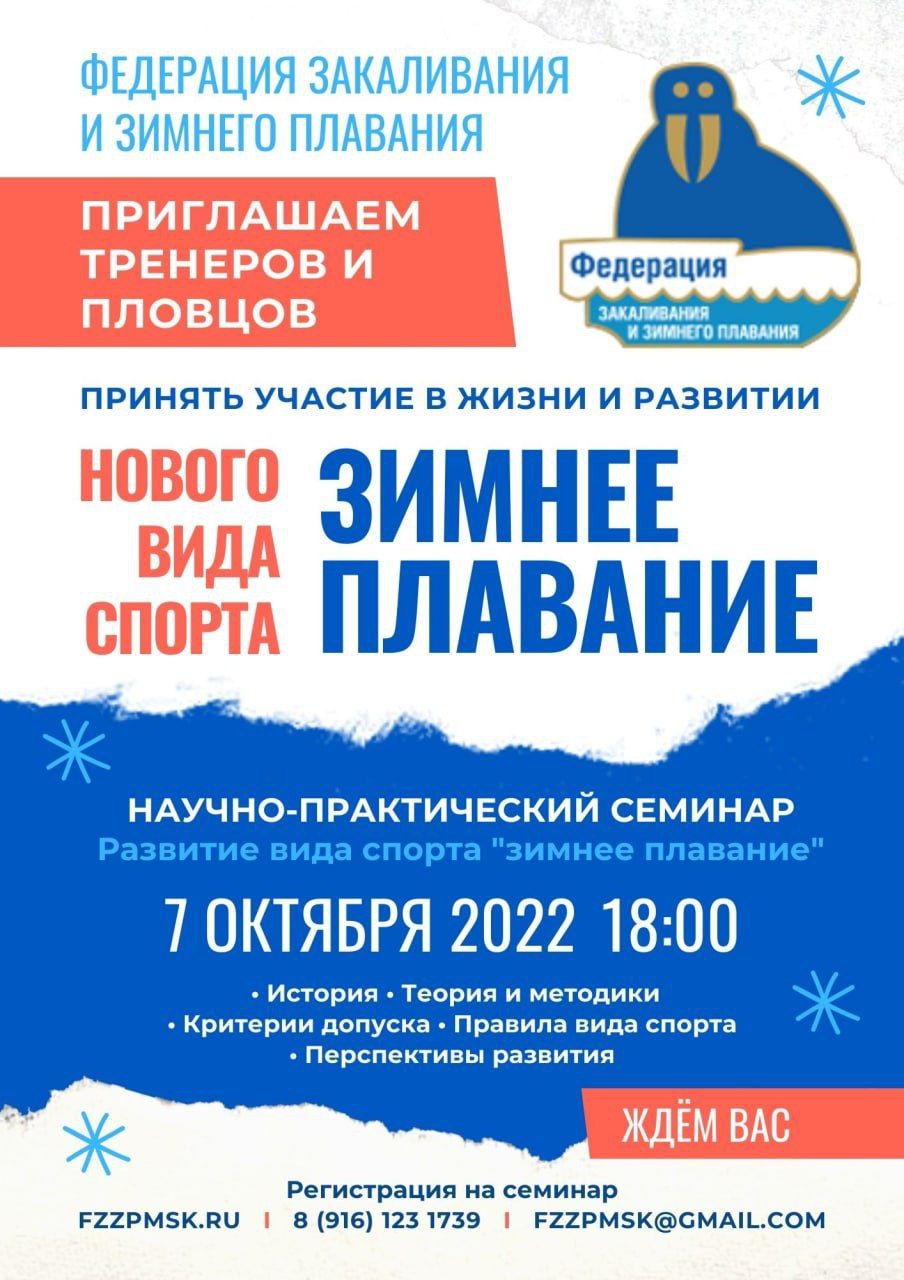 ФЕДЕРАЦИЯ ЗАКАЛИВАНИЯ
И ЗИМНЕГО ПЛАВАНИЯ
ПРИГЛАШАЕМ
ТРЕНЕРОВ И
ПЛОВЦОВ
Федерация
ЗАКАЛИВАНИЯ
И ЗИМНЕГО ПЛАВАНИЯ
ПРИНЯТЬ УЧАСТИЕ В ЖИЗНИ И РАЗВИТИИ
НОВОГО
ВИДА
СПОРТА
ЗИМНЕЕ
ПЛАВАНИЕ
НАУЧНО-ПРАКТИЧЕСКИЙ СЕМИНАР
Развитие вида спорта "зимнее плавание"
7 ОКТЯБРЯ 2022 18:00
• История • Теория и методики
• Критерии допуска • Правила вида спорта
• Перспективы развития
ЖДЁМ ВАС
Регистрация на семинар
FZZPMSK.RU | 8 (916) 123 1739 | FZZPMSK@GMAIL.COM